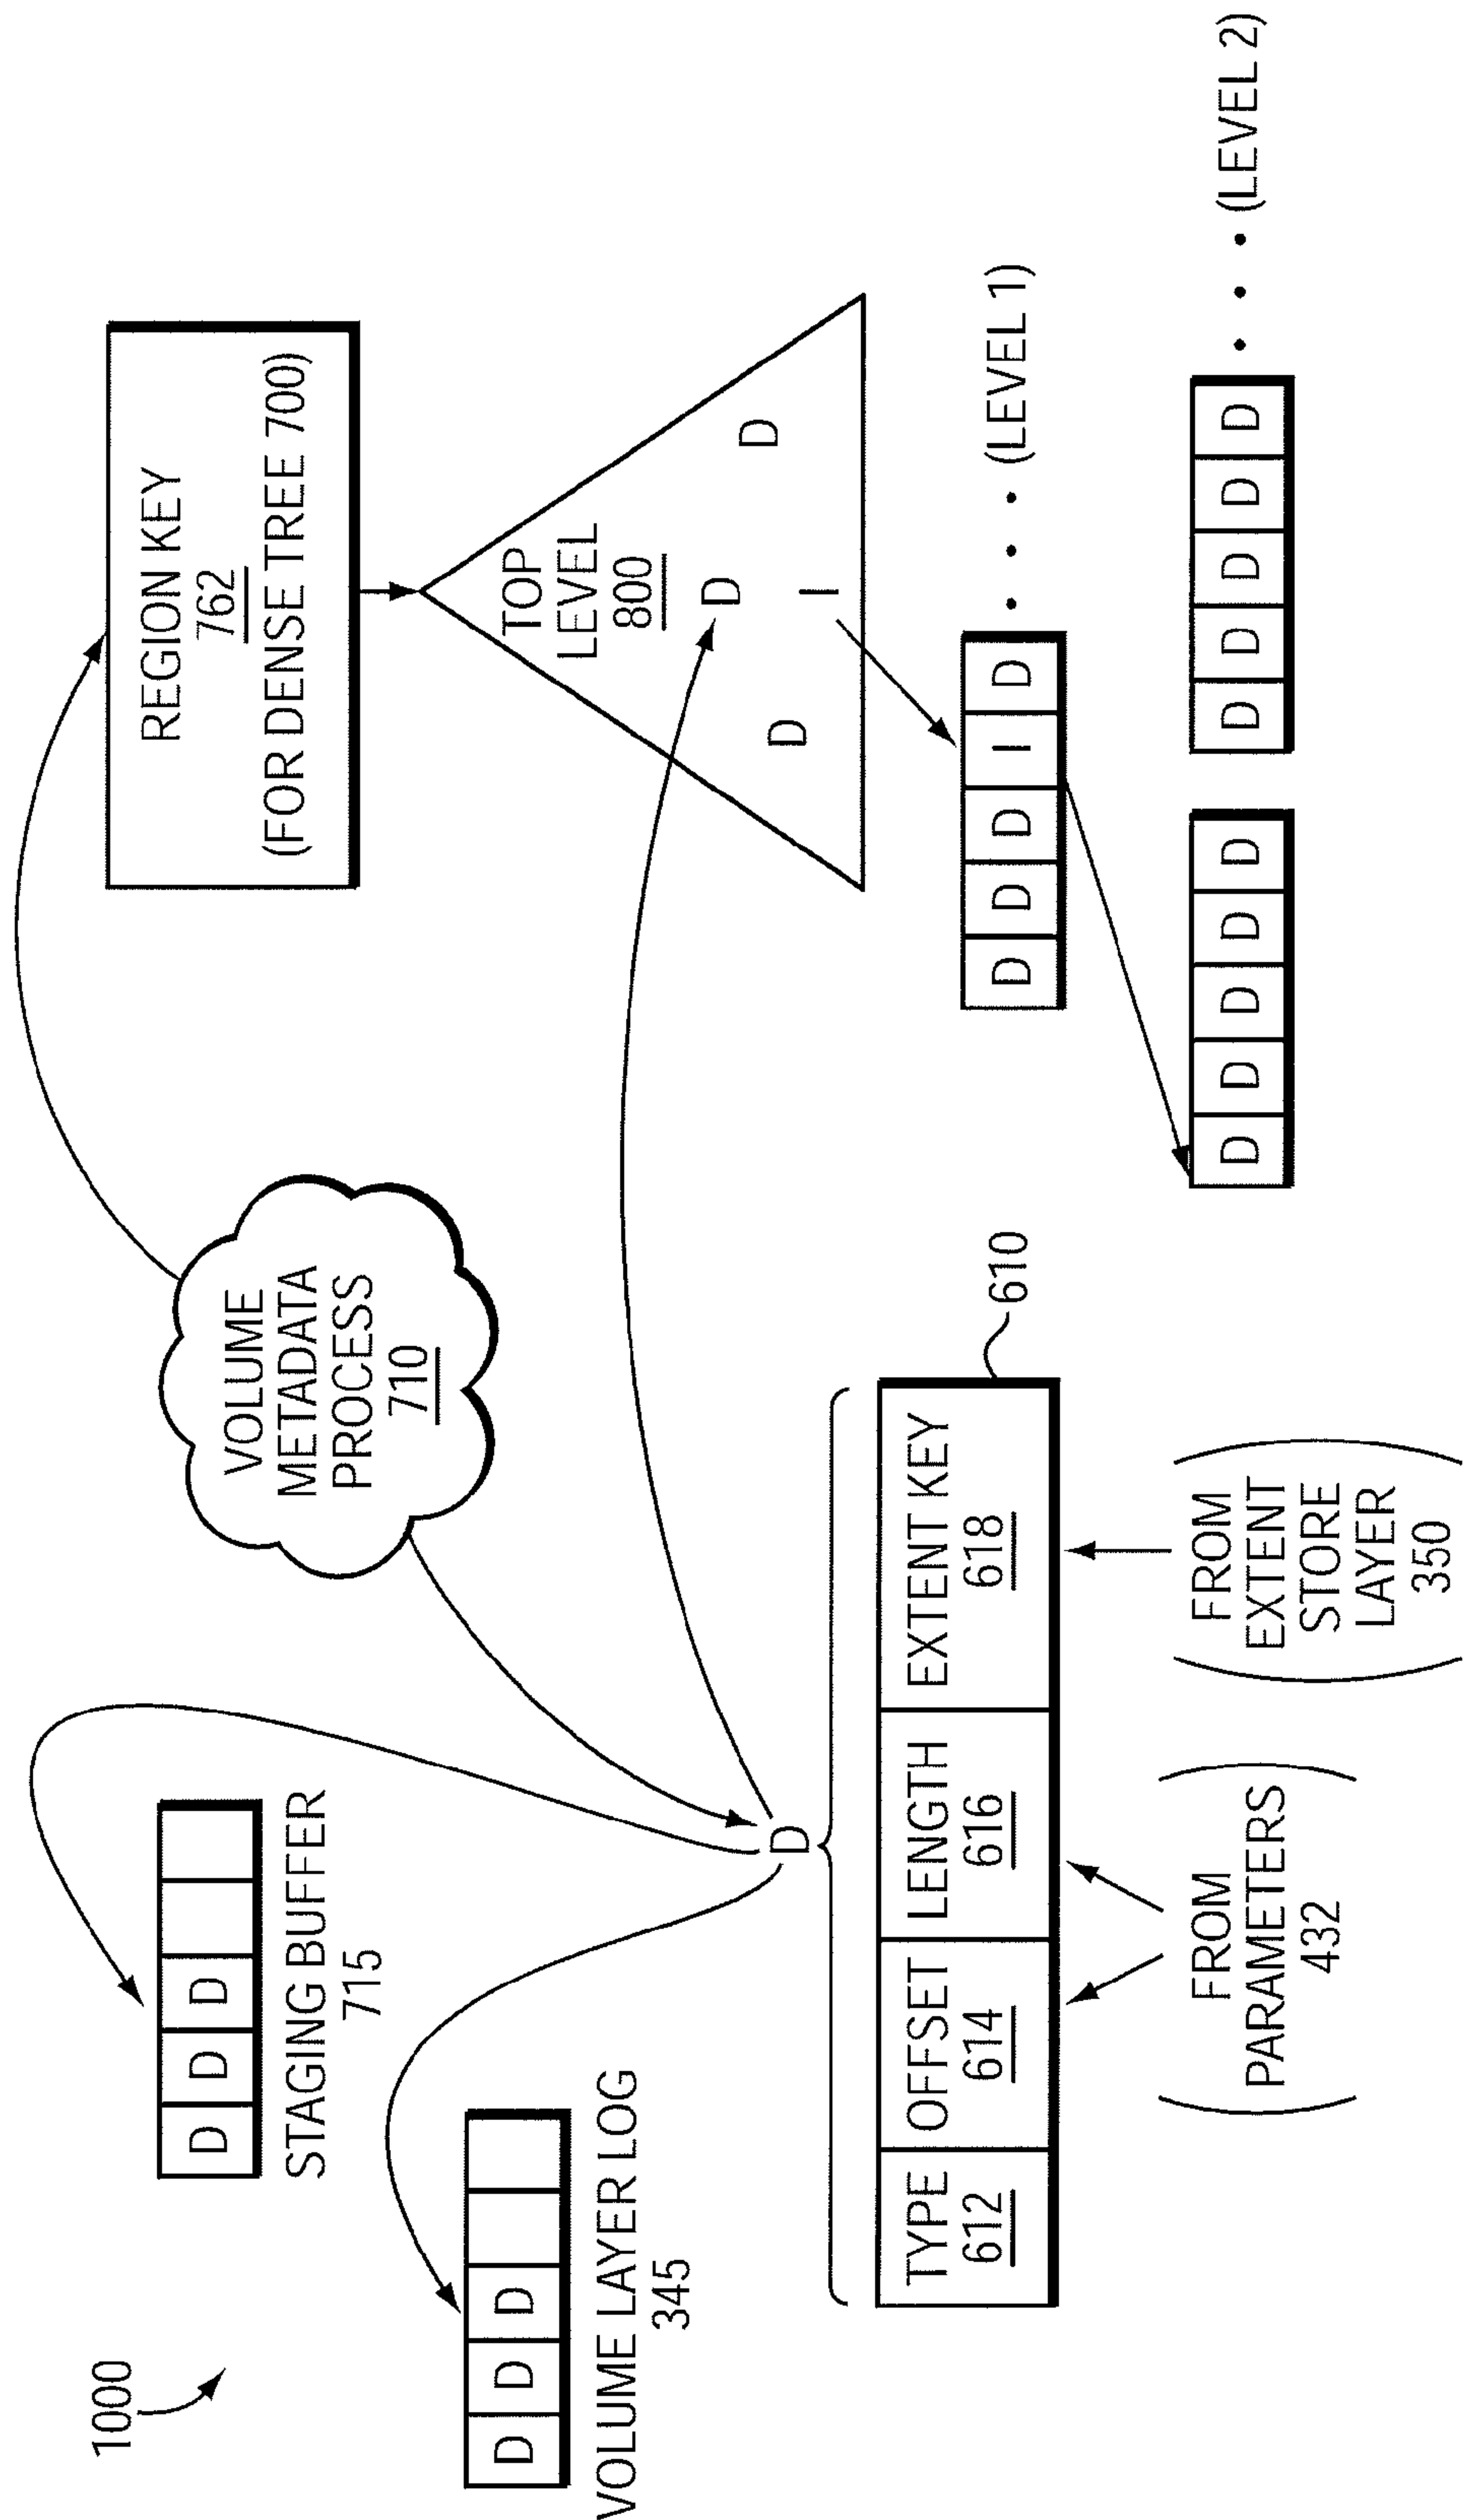 1000
D D D
STAGING BUFFER
715
D D D
VOLUME LAYER LOG
345
VOLUME
METADATA
PROCESS
710
REGION KEY
762
(FOR DENSE TREE 700)
TOP
LEVEL
800
D D D
I
D
D D D I D (LEVEL 1)
D D D D D D D D D D (LEVEL 2)
TYPE OFFSET LENGTH EXTENT KEY
612 614 616 618
610
FROM
PARAMETERS
432
FROM
EXTENT
STORE
LAYER
350